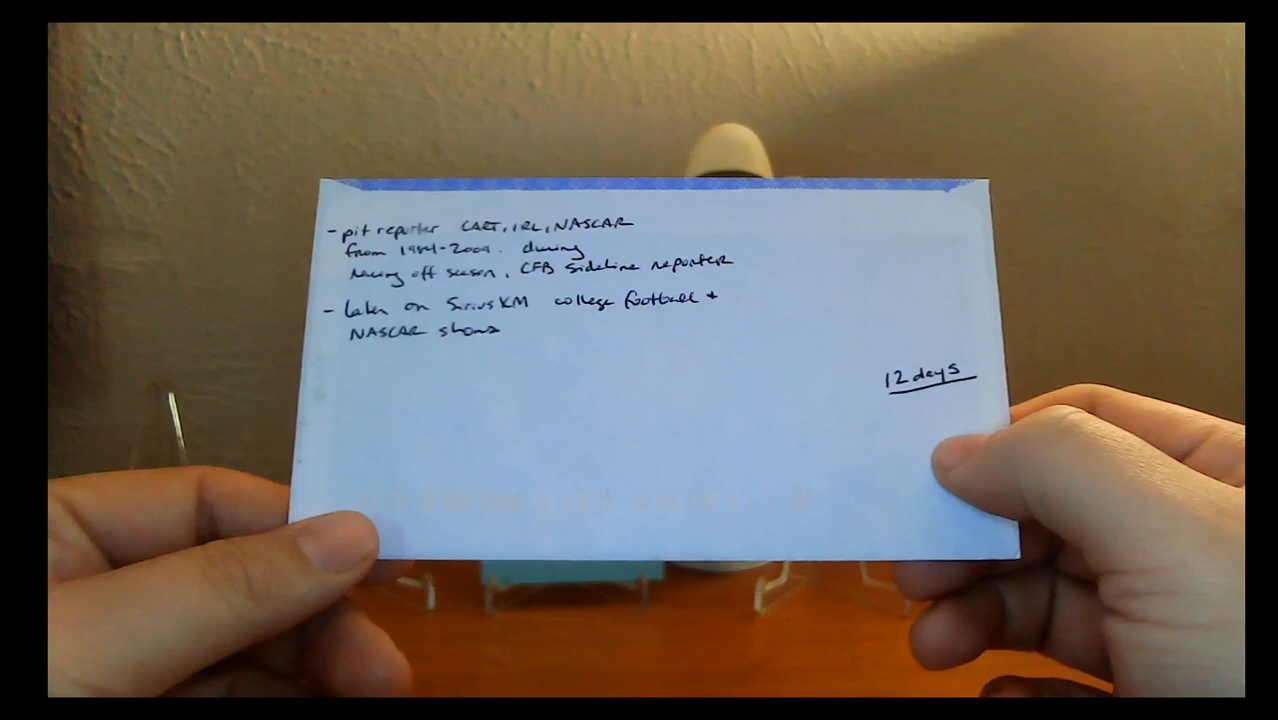 - pit reporter CART, IRL, NASCAR
from 1984-2009. during
racing off season, CFB sideline reporter
- later on SiriusXM college football +
NASCAR shows
12 days